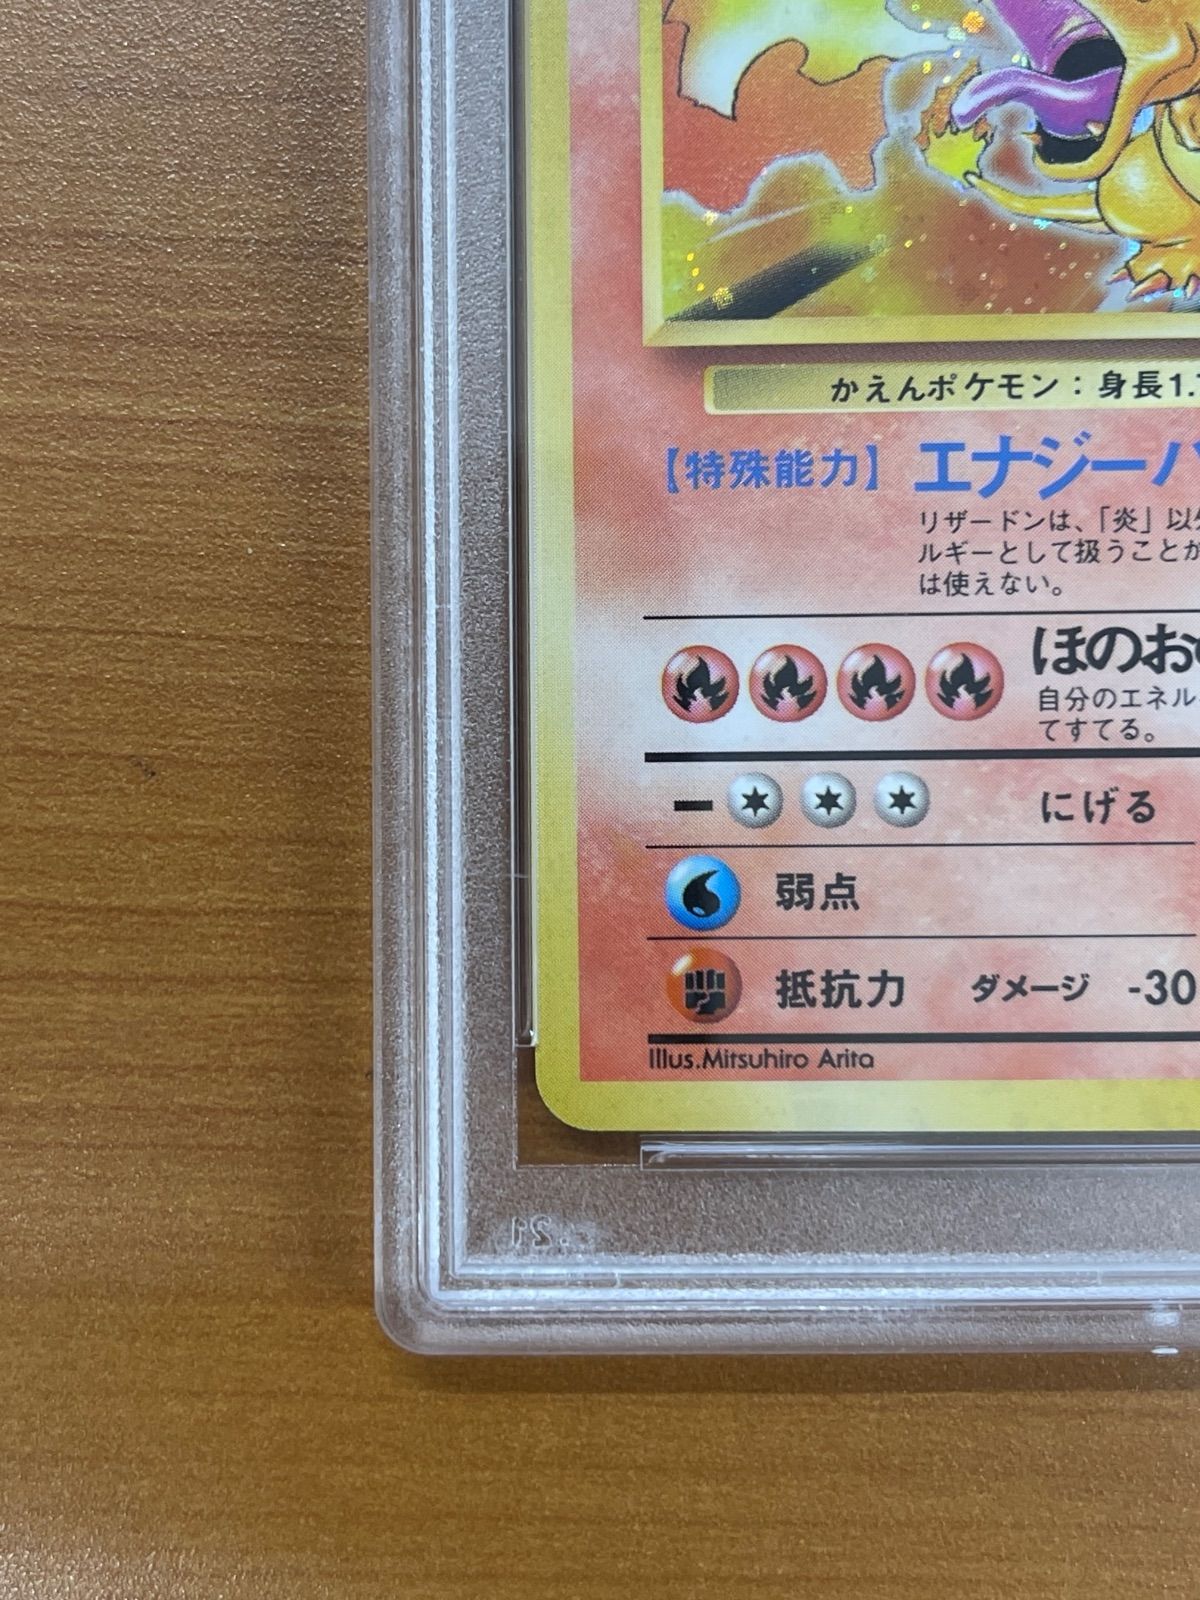 かえんポケモン：身長1.7
【特殊能力】 エナジーバ
リザードンは、「炎」以外
ルギーとして扱うことが
は使えない。
ほのおの
自分のエネル
てすてる。
にげる
弱点
抵抗力 ダメージ -30
Illus.Mitsuhiro Arita